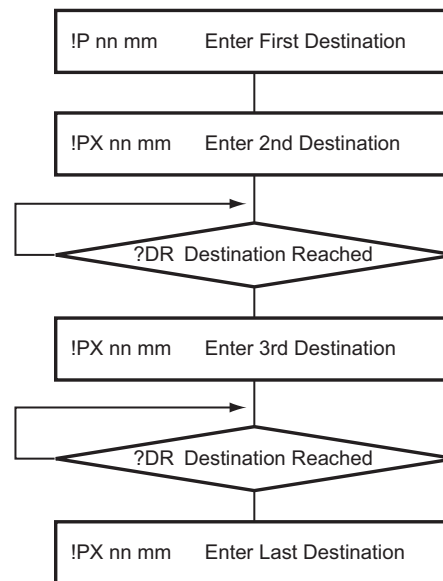 !P nn mm Enter First Destination
!PX nn mm Enter 2nd Destination
?DR Destination Reached
!PX nn mm Enter 3rd Destination
?DR Destination Reached
!PX nn mm Enter Last Destination